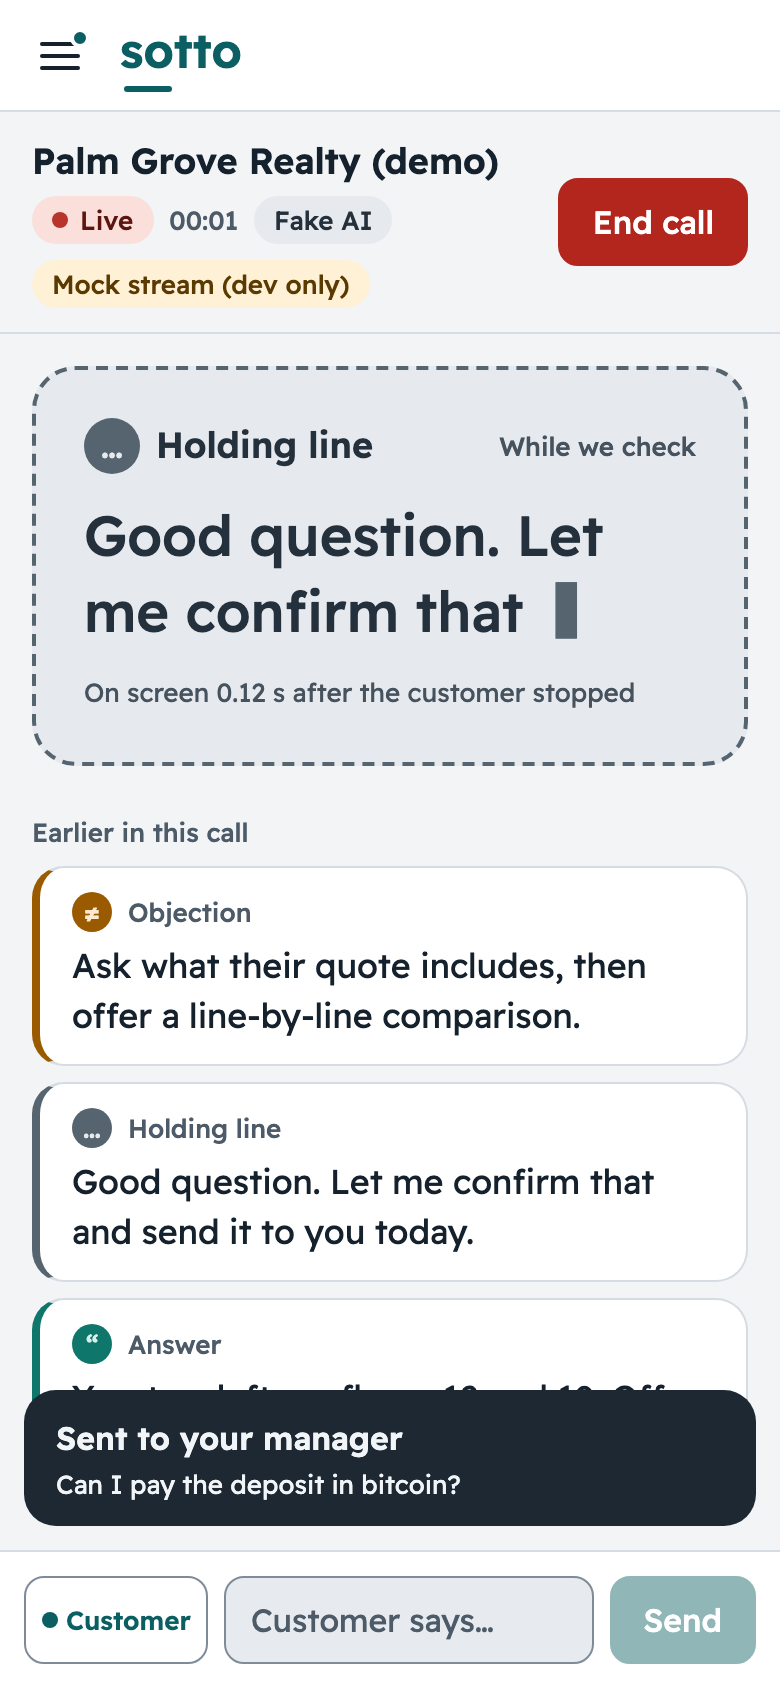 sotto
Palm Grove Realty (demo)
Live
00:01
Fake AI
End call
Mock stream (dev only)
... Holding line
While we check
Good question. Let
me confirm that
On screen 0.12 s after the customer stopped
Earlier in this call
≠ Objection
Ask what their quote includes, then
offer a line-by-line comparison.
... Holding line
Good question. Let me confirm that
and send it to you today.
“ Answer
Sent to your manager
Can I pay the deposit in bitcoin?
Customer
Customer says...
Send